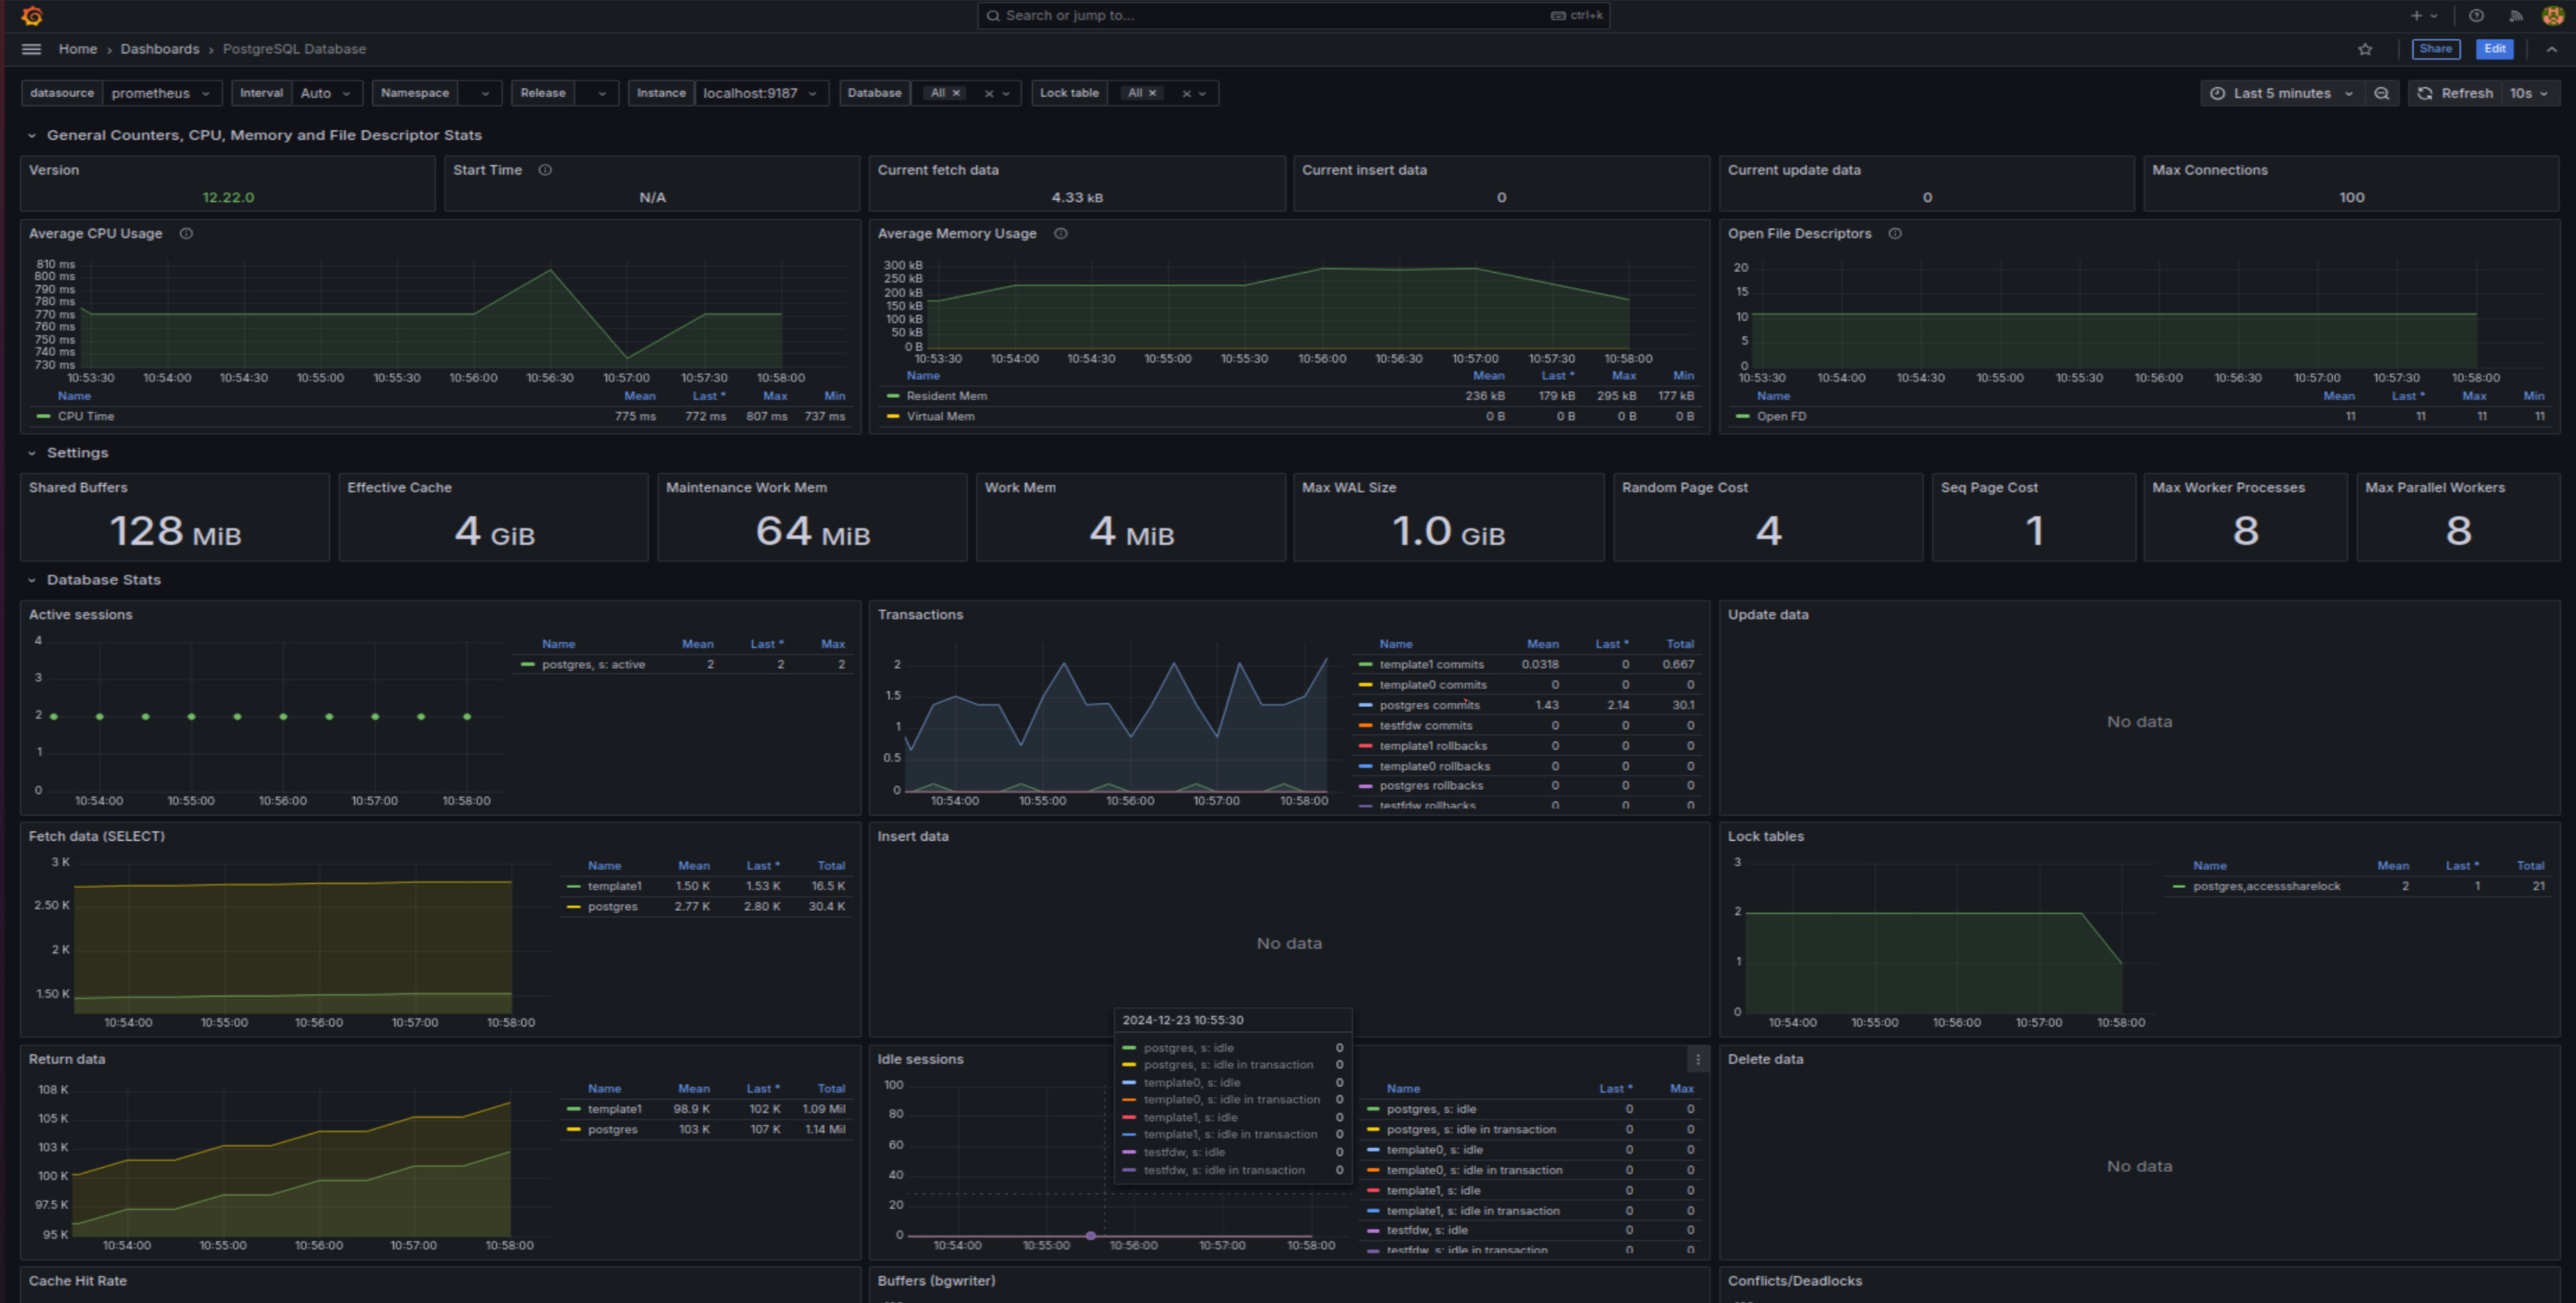 Search or jump to... ctrl+k
Home › Dashboards › PostgreSQL Database Share Edit
datasource prometheus Interval Auto Namespace Release Instance localhost:9187 Database All × × Lock table All × × Last 5 minutes Refresh 10s
General Counters, CPU, Memory and File Descriptor Stats
Version Start Time Current fetch data Current insert data Current update data Max Connections
12.22.0 N/A 4.33 kB 0 0 100
Average CPU Usage
810 ms
800 ms
790 ms
780 ms
770 ms
760 ms
750 ms
740 ms
730 ms
10:53:30 10:54:00 10:54:30 10:55:00 10:55:30 10:56:00 10:56:30 10:57:00 10:57:30 10:58:00
Name Mean Last * Max Min
CPU Time 775 ms 772 ms 807 ms 737 ms
Average Memory Usage
300 kB
250 kB
200 kB
150 kB
100 kB
50 kB
0 B
10:53:30 10:54:00 10:54:30 10:55:00 10:55:30 10:56:00 10:56:30 10:57:00 10:57:30 10:58:00
Name Mean Last * Max Min
Resident Mem 236 kB 179 kB 295 kB 177 kB
Virtual Mem 0 B 0 B 0 B 0 B
Open File Descriptors
20
15
10
5
0
10:53:30 10:54:00 10:54:30 10:55:00 10:55:30 10:56:00 10:56:30 10:57:00 10:57:30 10:58:00
Name Mean Last * Max Min
Open FD 11 11 11 11
Settings
Shared Buffers Effective Cache Maintenance Work Mem Work Mem Max WAL Size Random Page Cost Seq Page Cost Max Worker Processes Max Parallel Workers
128 MiB 4 GiB 64 MiB 4 MiB 1.0 GiB 4 1 8 8
Database Stats
Active sessions
4
3
2
1
0
10:54:00 10:55:00 10:56:00 10:57:00 10:58:00
Name Mean Last * Max
postgres, s: active 2 2 2
Transactions
2
1.5
1
0.5
0
10:54:00 10:55:00 10:56:00 10:57:00 10:58:00
Name Mean Last * Total
template1 commits 0.0318 0 0.667
template0 commits 0 0 0
postgres commits 1.43 2.14 30.1
testfdw commits 0 0 0
template1 rollbacks 0 0 0
template0 rollbacks 0 0 0
postgres rollbacks 0 0 0
testfdw rollbacks 0 0 0
Update data
No data
Fetch data (SELECT)
3 K
2.50 K
2 K
1.50 K
10:54:00 10:55:00 10:56:00 10:57:00 10:58:00
Name Mean Last * Total
template1 1.50 K 1.53 K 16.5 K
postgres 2.77 K 2.80 K 30.4 K
Insert data
No data
Lock tables
3
2
1
0
10:54:00 10:55:00 10:56:00 10:57:00 10:58:00
Name Mean Last * Total
postgres,accesssharelock 2 1 21
Return data
108 K
105 K
103 K
100 K
97.5 K
95 K
10:54:00 10:55:00 10:56:00 10:57:00 10:58:00
Name Mean Last * Total
template1 98.9 K 102 K 1.09 Mil
postgres 103 K 107 K 1.14 Mil
Idle sessions
100
80
60
40
20
0
10:54:00 10:55:00 10:56:00 10:57:00 10:58:00
2024-12-23 10:55:30
postgres, s: idle 0
postgres, s: idle in transaction 0
template0, s: idle 0
template0, s: idle in transaction 0
template1, s: idle 0
template1, s: idle in transaction 0
testfdw, s: idle 0
testfdw, s: idle in transaction 0
Name Last * Max
postgres, s: idle 0 0
postgres, s: idle in transaction 0 0
template0, s: idle 0 0
template0, s: idle in transaction 0 0
template1, s: idle 0 0
template1, s: idle in transaction 0 0
testfdw, s: idle 0 0
testfdw, s: idle in transaction 0 0
Delete data
No data
Cache Hit Rate Buffers (bgwriter) Conflicts/Deadlocks